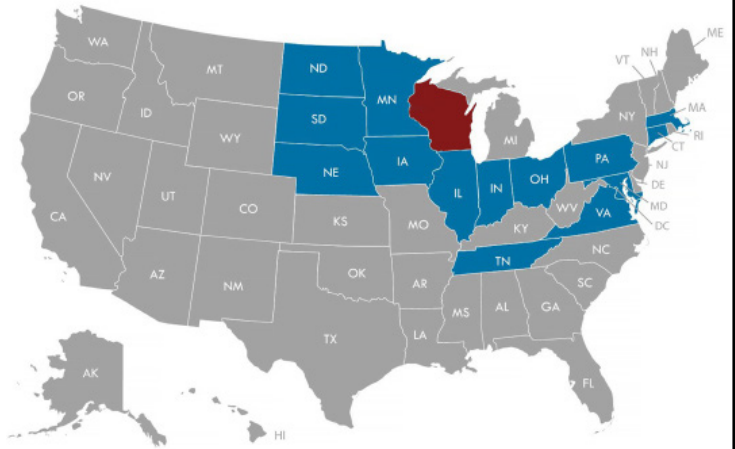 ME
WA
NH
VT
MT
ND
OR
MN
MA
ID
SD
NY
RI
WY
MI
CT
IA
PA
NJ
NE
NV
OH
IL
IN
DE
UT
CO
WV
MD
VA
CA
KS
MO
KY
DC
NC
TN
AZ
OK
NM
AR
SC
MS
AL
GA
TX
LA
AK
FL
HI